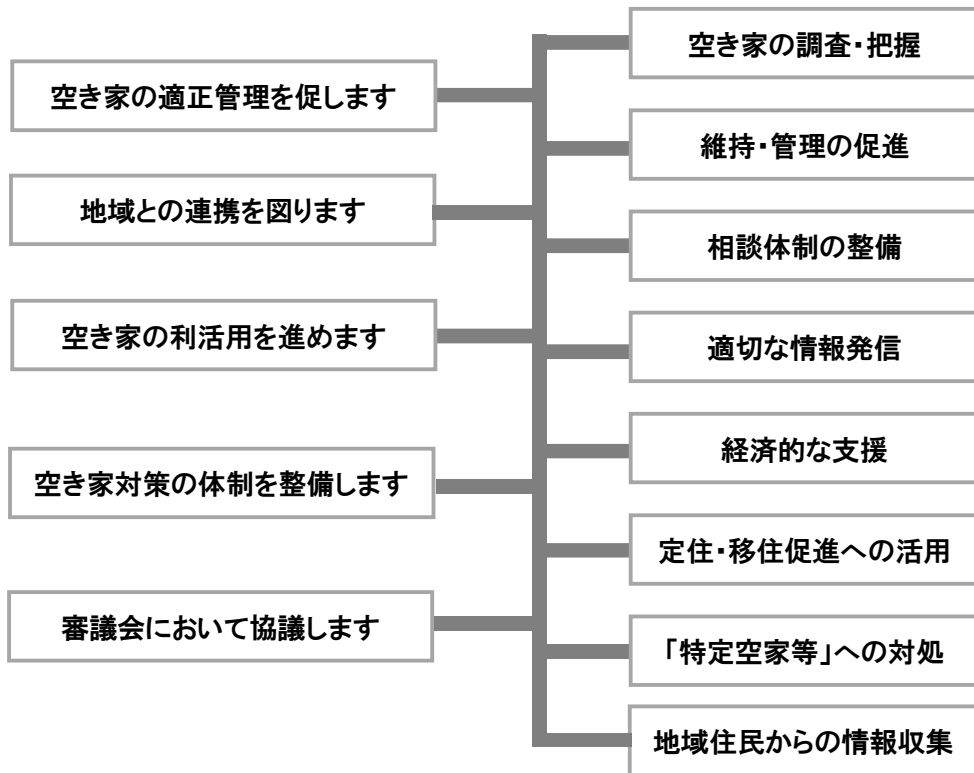 空き家の適正管理を促します
地域との連携を図ります
空き家の利活用を進めます
空き家対策の体制を整備します
審議会において協議します
空き家の調査・把握
維持・管理の促進
相談体制の整備
適切な情報発信
経済的な支援
定住・移住促進への活用
「特定空家等」への対処
地域住民からの情報収集